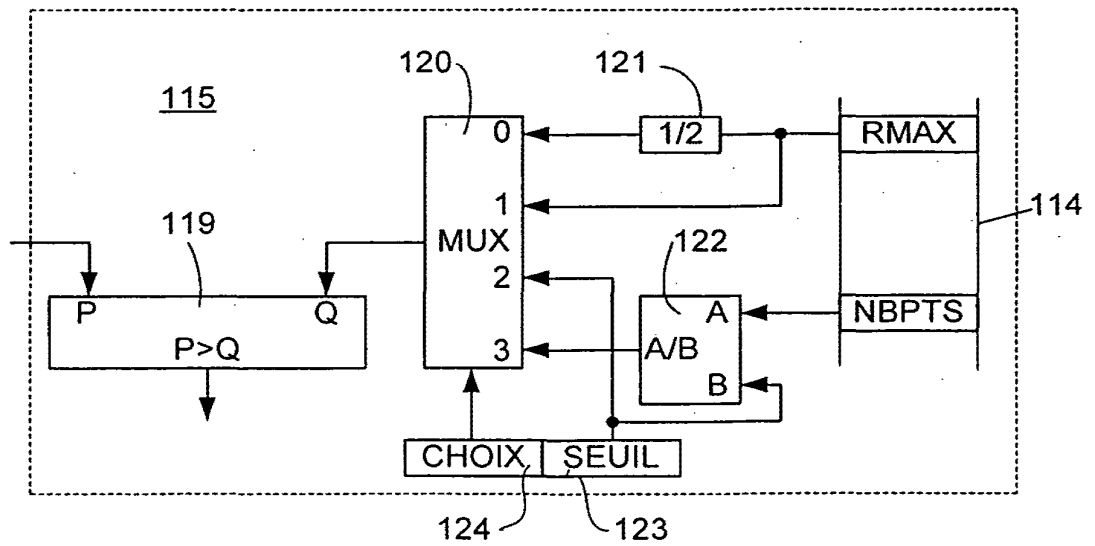 120
121
115
0
1/2
RMAX
1
114
119
MUX
122
2
P
Q
A
NBPTS
P>Q
3
A/B
B
CHOIX
SEUIL
124
123